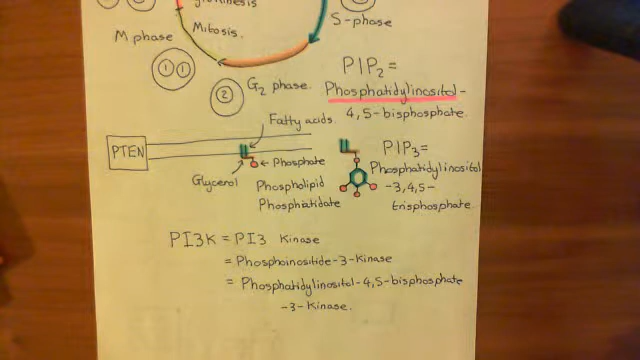 S-phase
Mitosis.
M phase
1 1
2
G2 phase.
PIP2 =
Phosphatidylinositol-
4,5-bisphosphate.
Fatty acids.
PTEN
← Phosphate
Glycerol
Phospholipid
Phosphatidate
PIP3=
Phosphatidylinositol
-3,4,5-
trisphosphate.
PI3K = PI3 Kinase
= Phosphoinositide-3-Kinase
= Phosphatidylinositol-4,5-bisphosphate
-3-Kinase.